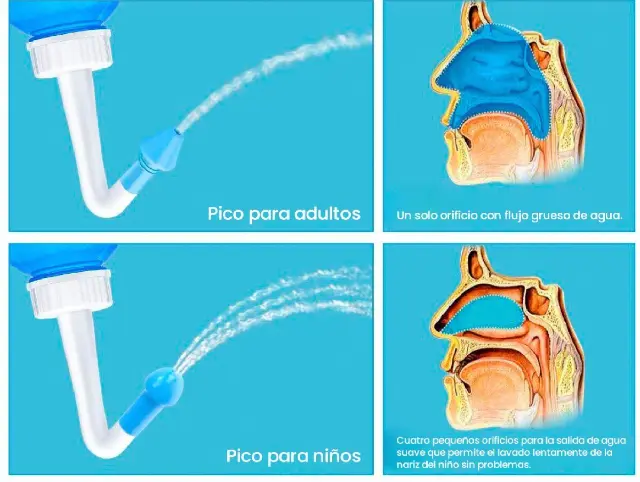 Pico para adultos
Un solo orificio con flujo gruesa de agua.
Pico para niños
Cuatro pequeños orificios para la salida de agua
suave que permite el lavado lentamente de la
nariz del niño sin problemas.